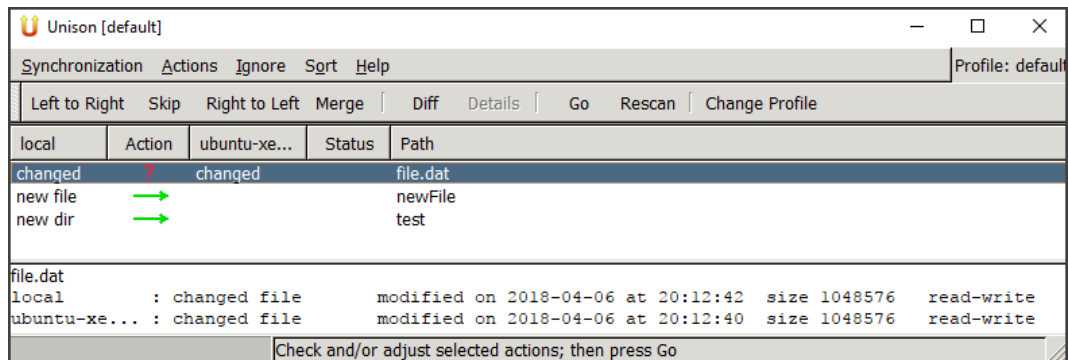 Unison [default]
Synchronization Actions Ignore Sort Help Profile: default
Left to Right Skip Right to Left Merge Diff Details Go Rescan Change Profile
local Action ubuntu-xe... Status Path
changed ? changed file.dat
new file newFile
new dir test
file.dat
local : changed file modified on 2018-04-06 at 20:12:42 size 1048576 read-write
ubuntu-xe... : changed file modified on 2018-04-06 at 20:12:40 size 1048576 read-write
Check and/or adjust selected actions; then press Go